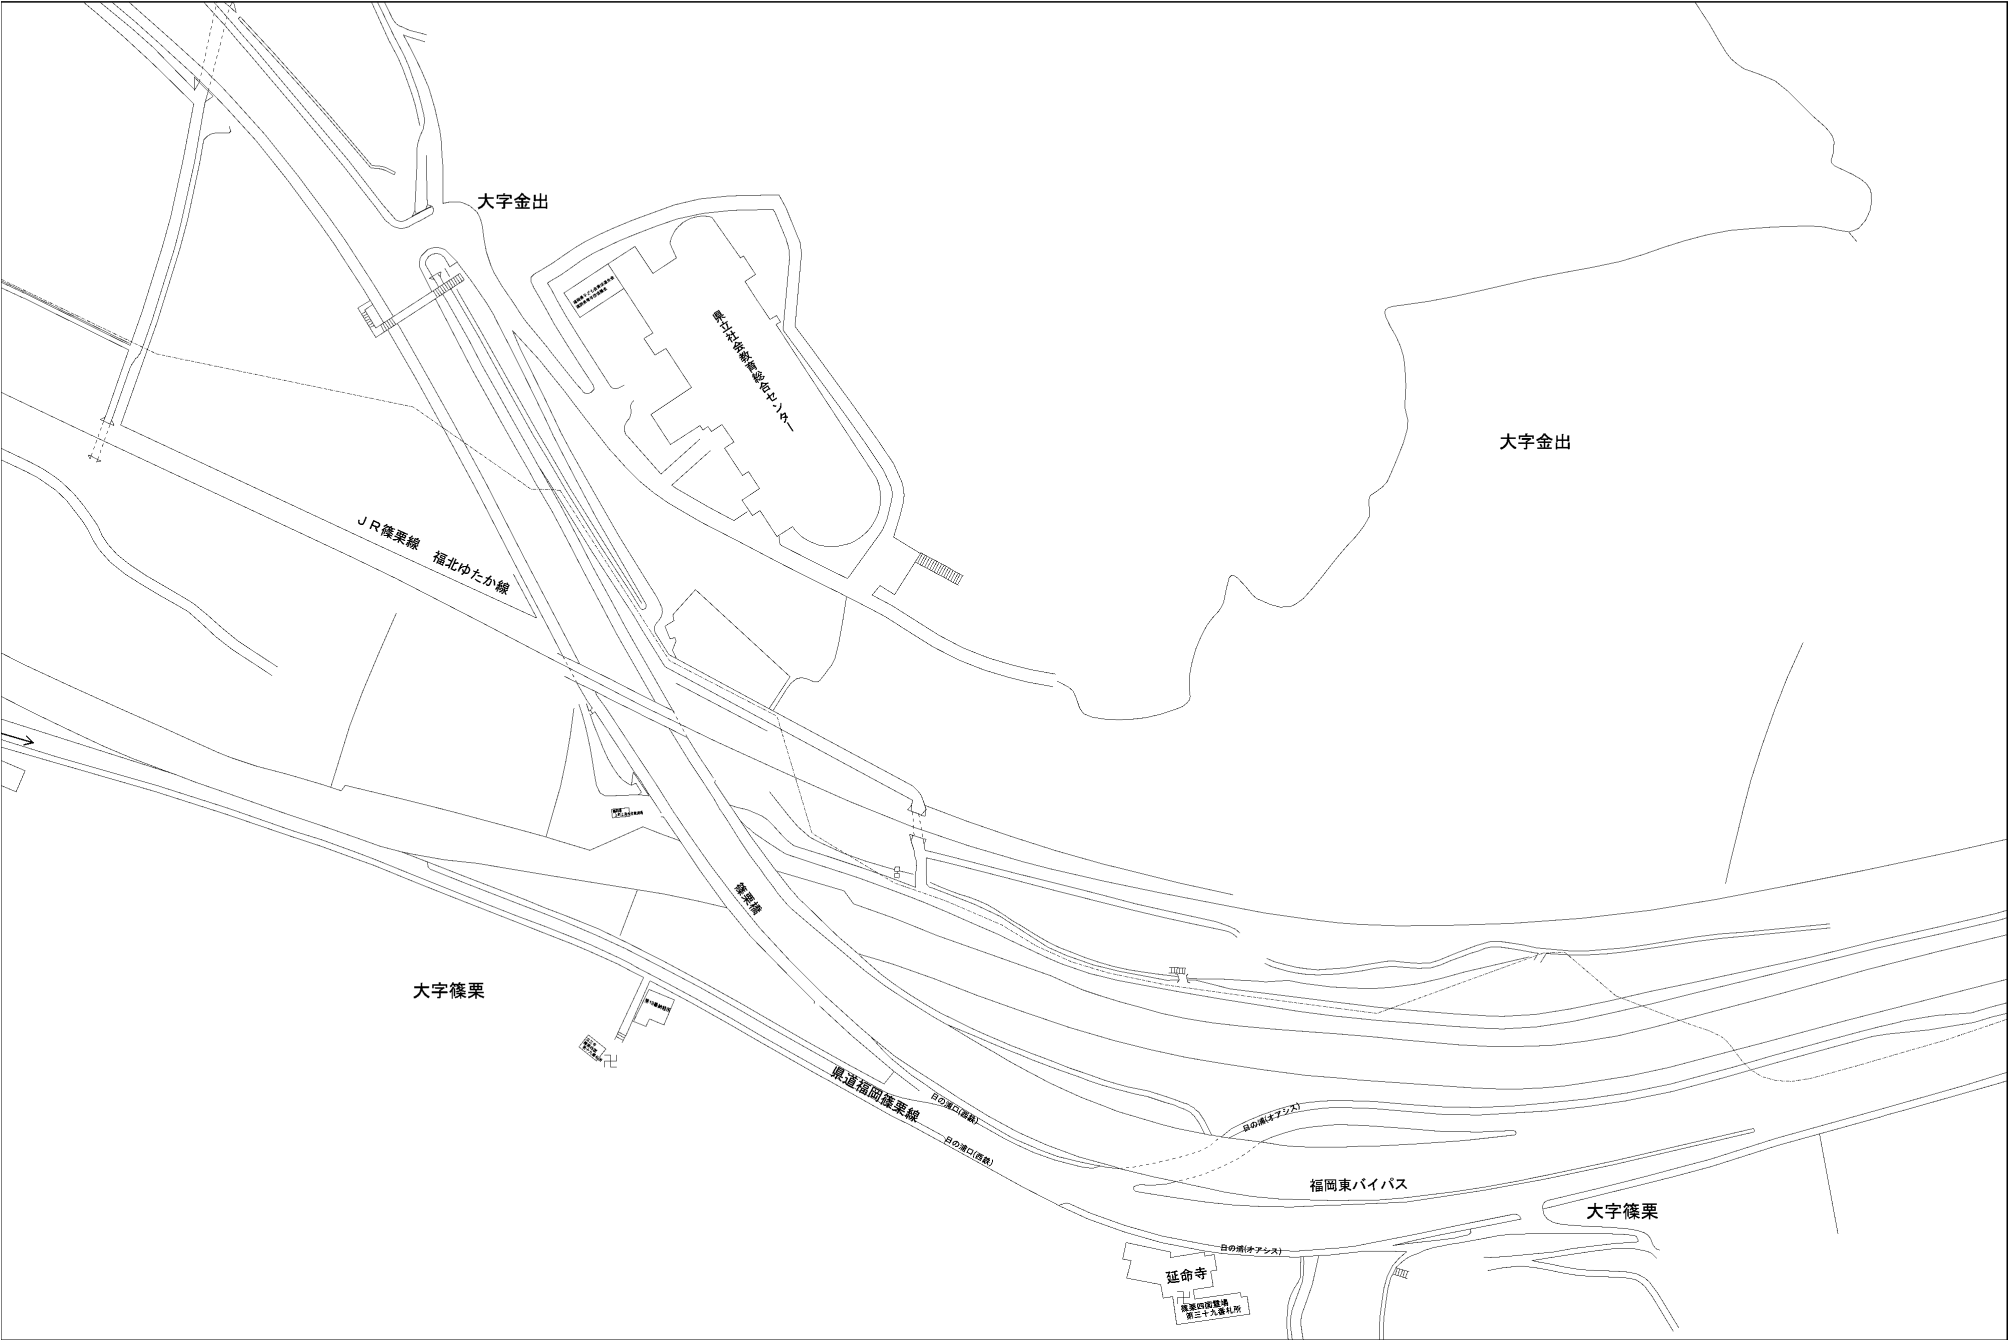 大字金出
県立社会教育総合センター
大字金出
ＪＲ篠栗線　福北ゆたか線
篠栗橋
大字篠栗
県道福岡篠栗線
日の浦口(西鉄)
日の浦口(西鉄)
日の浦(オアシス)
福岡東バイパス
大字篠栗
日の浦(オアシス)
延命寺
篠栗四国霊場
第三十九番札所